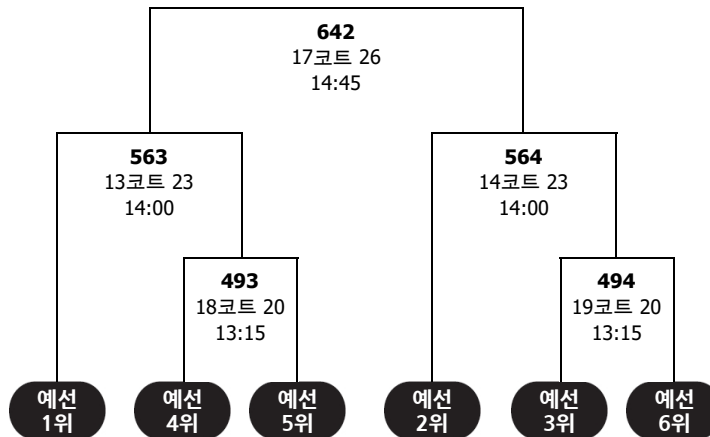 642
17코트 26
14:45
563
13코트 23
14:00
564
14코트 23
14:00
493
18코트 20
13:15
494
19코트 20
13:15
예선
1위
예선
4위
예선
5위
예선
2위
예선
3위
예선
6위